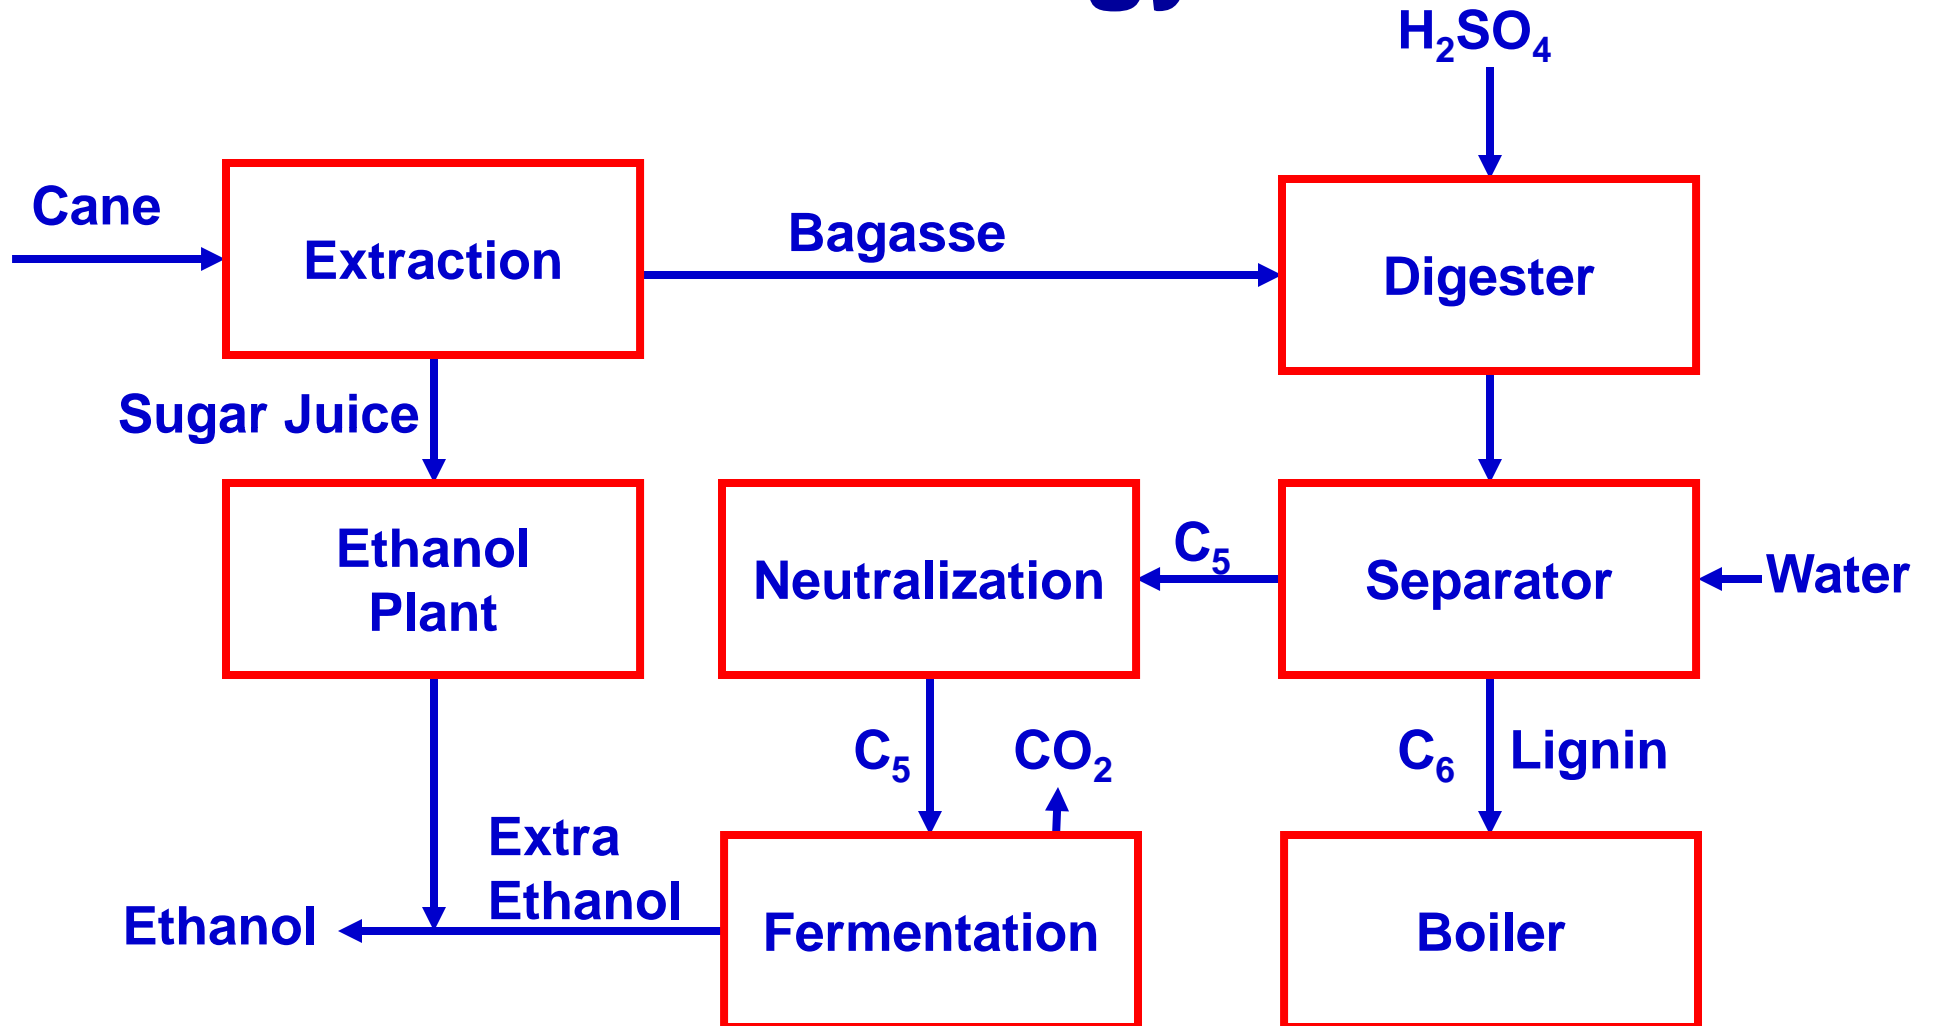 H₂SO₄
Cane
Extraction
Bagasse
Digester
Sugar Juice
Ethanol
Plant
Neutralization
C₅
Separator
Water
C₅
CO₂
C₆
Lignin
Extra
Ethanol
Ethanol
Fermentation
Boiler